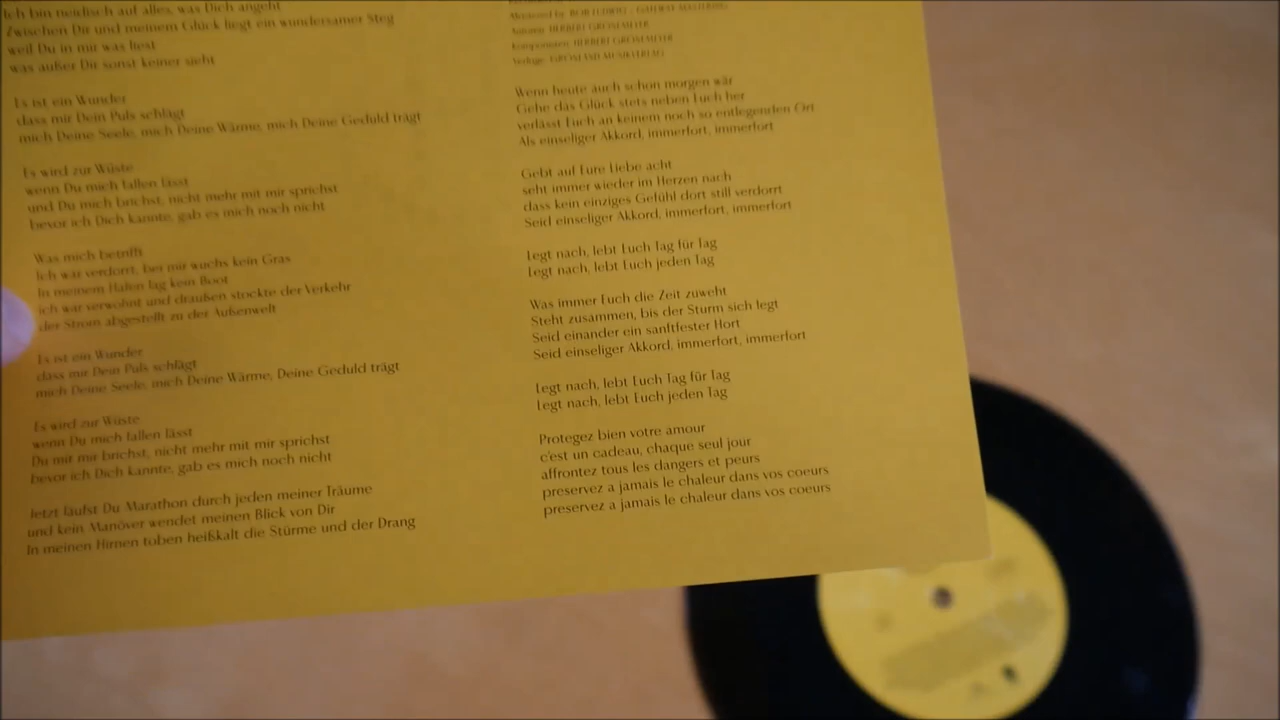 Ich bin neidisch auf alles, was Dich angeht
Zwischen Dir und meinem Glück liegt ein wundersamer Steg
weil Du in mir was liest
was außer Dir sonst keiner sieht
Es ist ein Wunder
dass mir Dein Puls schlägt
mich Deine Seele, mich Deine Wärme, mich Deine Geduld trägt
Es wird zur Wüste
wenn Du mich fallen lässt
und Du mich brichst, nicht mehr mit mir sprichst
bevor ich Dich kannte, gab es mich noch nicht
Was mich betrifft
Ich war verdorrt, bei mir wuchs kein Gras
In meinem Hafen lag kein Boot
ich war verwohnt und draußen stockte der Verkehr
der Strom abgestellt zu der Außenwelt
Es ist ein Wunder
dass mir Dein Puls schlägt
mich Deine Seele, mich Deine Wärme, Deine Geduld trägt
Es wird zur Wüste
wenn Du mich fallen lässt
Du mit mir brichst, nicht mehr mit mir sprichst
bevor ich Dich kannte, gab es mich noch nicht
Jetzt läufst Du Marathon durch jeden meiner Träume
und kein Manöver wendet meinen Blick von Dir
In meinen Hirnen toben heißkalt die Stürme und der Drang
Mastered by: BOB LUDWIG / GATEWAY MASTERING
Autoren: HERBERT GRÖNEMEYER
Komponisten: HERBERT GRÖNEMEYER
Verlage: GRÖNLAND MUSIKVERLAG
Wenn heute auch schon morgen wär
Gehe das Glück stets neben Euch her
verlässt Euch an keinem noch so entlegenden Ort
Als einseliger Akkord, immerfort, immerfort
Gebt auf Eure Liebe acht
seht immer wieder im Herzen nach
dass kein einziges Gefühl dort still verdorrt
Seid einseliger Akkord, immerfort, immerfort
Legt nach, lebt Euch Tag für Tag
Legt nach, lebt Euch jeden Tag
Was immer Euch die Zeit zuweht
Steht zusammen, bis der Sturm sich legt
Seid einander ein sanftfester Hort
Seid einseliger Akkord, immerfort, immerfort
Legt nach, lebt Euch Tag für Tag
Legt nach, lebt Euch jeden Tag
Protegez bien votre amour
c'est un cadeau, chaque seul jour
affrontez tous les dangers et peurs
preservez a jamais le chaleur dans vos coeurs
preservez a jamais le chaleur dans vos coeurs